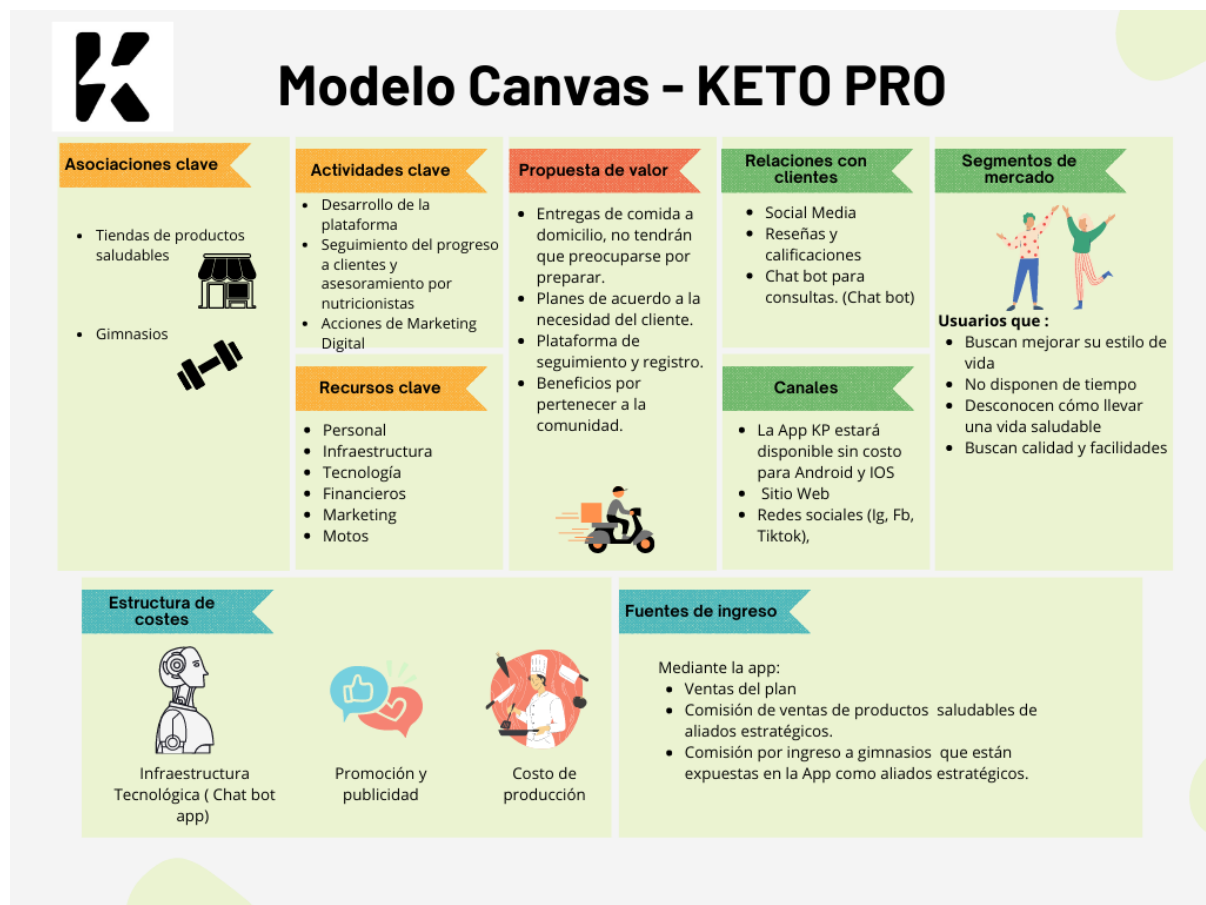 Modelo Canvas - KETO PRO
Asociaciones clave
Tiendas de productos
saludables
Gimnasios
Actividades clave
Desarrollo de la
plataforma
Seguimiento del progreso
a clientes y
asesoramiento por
nutricionistas
Acciones de Marketing
Digital
Recursos clave
Personal
Infraestructura
Tecnología
Financieros
Marketing
Motos
Propuesta de valor
Entregas de comida a
domicilio, no tendrán
que preocuparse por
preparar.
Planes de acuerdo a la
necesidad del cliente.
Plataforma de
seguimiento y registro.
Beneficios por
pertenecer a la
comunidad.
Relaciones con
clientes
Social Media
Reseñas y
calificaciones
Chat bot para
consultas. (Chat bot)
Canales
La App KP estará
disponible sin costo
para Android y IOS
Sitio Web
Redes sociales (Ig, Fb,
Tiktok),
Segmentos de
mercado
Usuarios que :
Buscan mejorar su estilo de
vida
No disponen de tiempo
Desconocen cómo llevar
una vida saludable
Buscan calidad y facilidades
Estructura de
costes
Infraestructura
Tecnológica ( Chat bot
app)
Promoción y
publicidad
Costo de
producción
Fuentes de ingreso
Mediante la app:
Ventas del plan
Comisión de ventas de productos  saludables de
aliados estratégicos.
Comisión por ingreso a gimnasios  que están
expuestas en la App como aliados estratégicos.